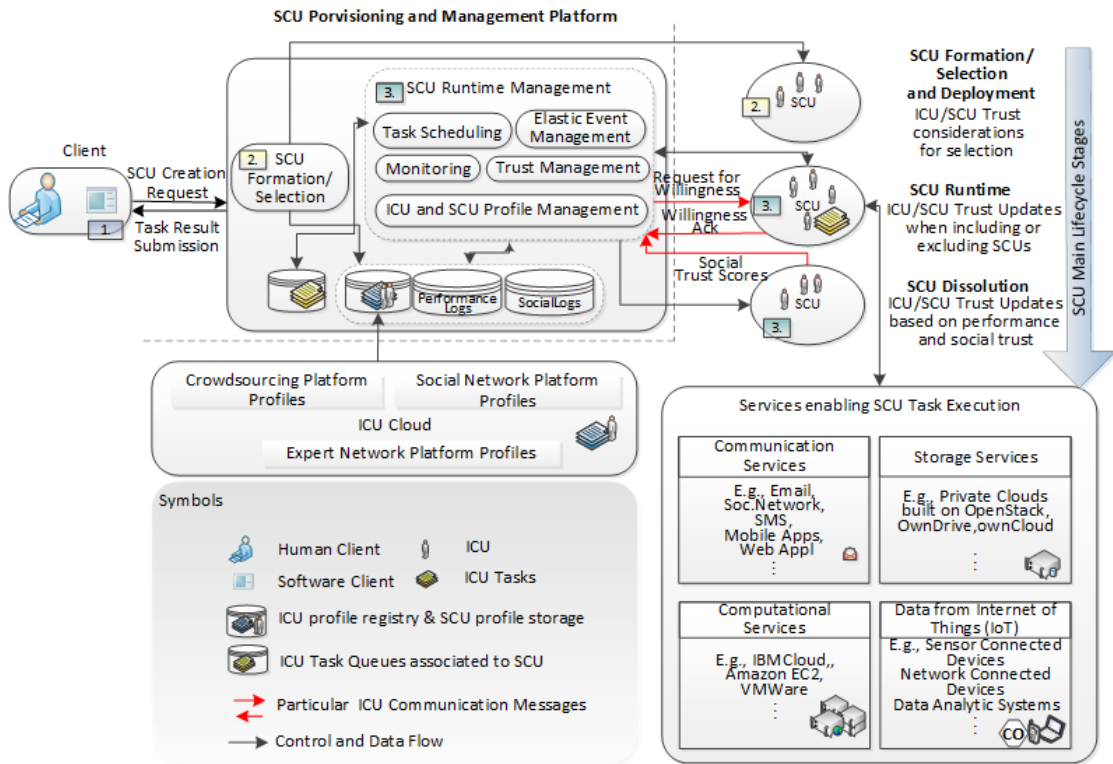 SCU Porvisioning and Management Platform
Client
1.
SCU Creation
Request
Task Result
Submission
2.
SCU
Formation/
Selection
3.
SCU Runtime Management
Task Scheduling
Elastic Event
Management
Monitoring
Trust Management
ICU and SCU Profile Management
Performance
Logs
SocialLogs
Request for
Willingness
Willingness
Ack
Social
Trust Scores
2.
SCU
3.
SCU
SCU
3.
SCU Formation/
Selection
and Deployment
ICU/SCU Trust
considerations
for selection
SCU Runtime
ICU/SCU Trust Updates
when including or
excluding SCUs
SCU Dissolution
ICU/SCU Trust Updates
based on performance
and social trust
SCU Main Lifecycle Stages
Crowdsourcing Platform
Profiles
Social Network Platform
Profiles
ICU Cloud
Expert Network Platform Profiles
Symbols
Human Client
ICU
Software Client
ICU Tasks
ICU profile registry & SCU profile storage
ICU Task Queues associated to SCU
Particular ICU Communication Messages
Control and Data Flow
Services enabling SCU Task Execution
Communication
Services
E.g., Email,
Soc.Network,
SMS,
Mobile Apps,
Web Appl
⋮
Storage Services
E.g., Private Clouds
built on OpenStack,
OwnDrive,ownCloud
⋮
Computational
Services
E.g., IBMCloud,,
Amazon EC2,
VMWare
⋮
Data from Internet of
Things (IoT)
E.g., Sensor Connected
Devices
Network Connected
Devices
Data Analytic Systems
⋮
CO